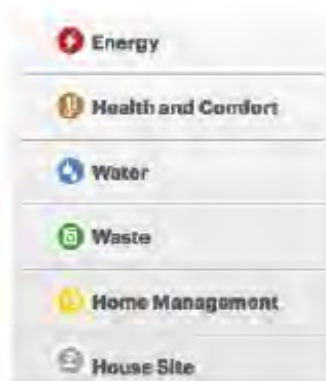 Energy
Health and Comfort
Water
Waste
Home Management
House Site